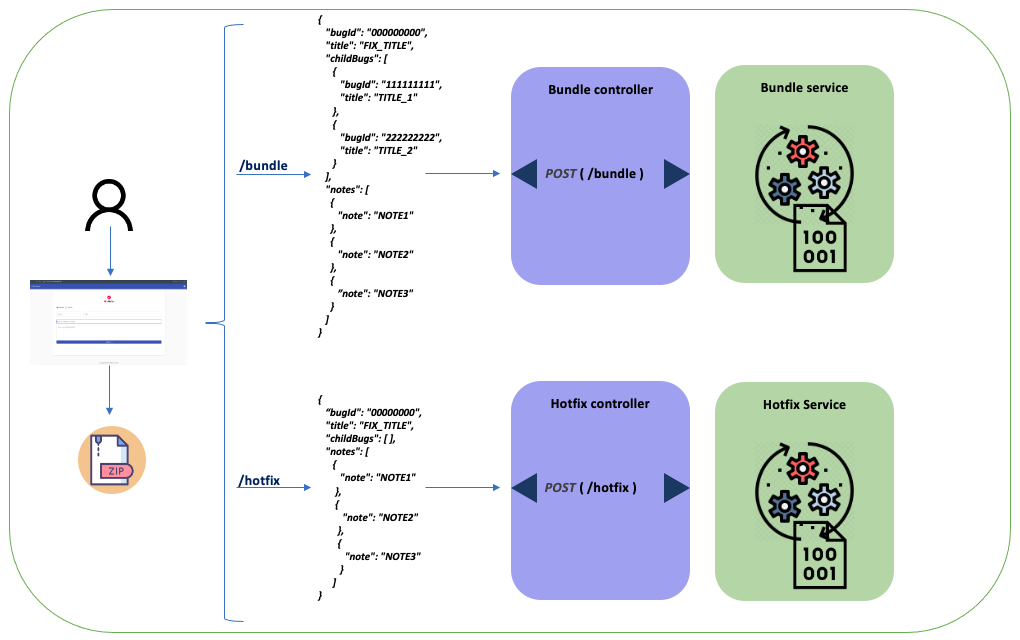 {
"bugId": "000000000",
"title": "FIX_TITLE",
"childBugs": [
{
"bugId": "111111111",
"title": "TITLE_1"
},
{
"bugId": "222222222",
"title": "TITLE_2"
}
],
"notes": [
{
"note": "NOTE1"
},
{
"note": "NOTE2"
},
{
"note": "NOTE3"
}
]
}
/bundle
Bundle controller
POST ( /bundle )
Bundle service
100
001
ZIP
/hotfix
{
“bugId": "00000000",
"title": "FIX_TITLE",
"childBugs": [ ],
"notes": [
{
"note": "NOTE1"
},
{
"note": "NOTE2"
},
{
"note": "NOTE3"
}
]
}
Hotfix controller
POST ( /hotfix )
Hotfix Service
100
001